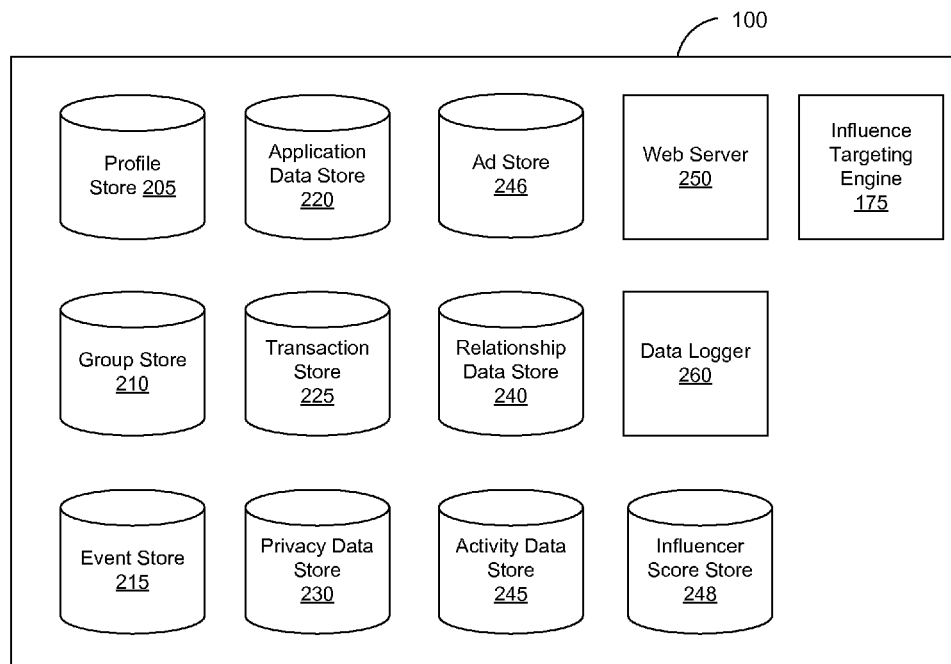 100
Profile
Store 205
Application
Data Store
220
Ad Store
246
Web Server
250
Influence
Targeting
Engine
175
Group Store
210
Transaction
Store
225
Relationship
Data Store
240
Data Logger
260
Event Store
215
Privacy Data
Store
230
Activity Data
Store
245
Influencer
Score Store
248